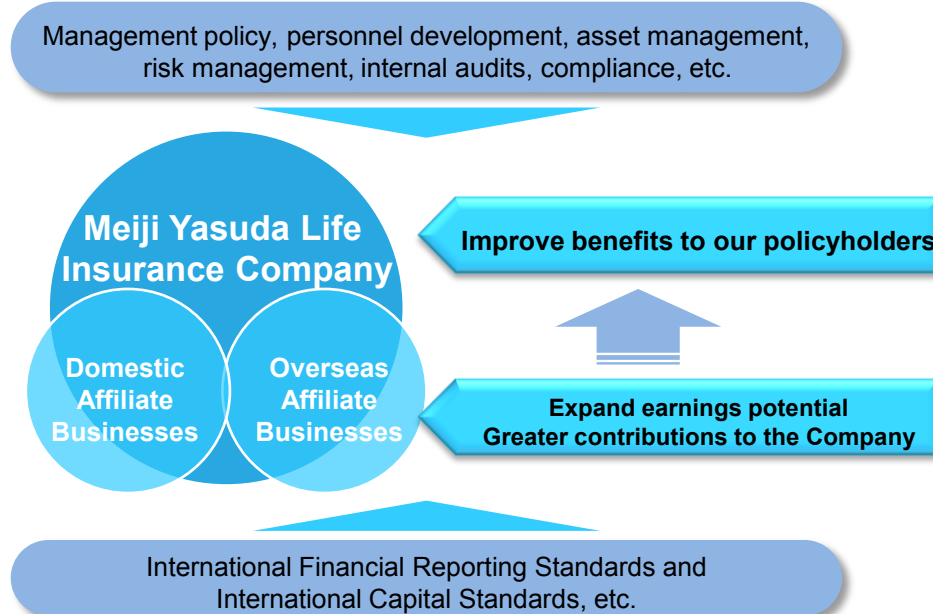 Management policy, personnel development, asset management,
risk management, internal audits, compliance, etc.
Meiji Yasuda Life
Insurance Company
Improve benefits to our policyholders
Domestic
Affiliate
Businesses
Overseas
Affiliate
Businesses
Expand earnings potential
Greater contributions to the Company
International Financial Reporting Standards and
International Capital Standards, etc.